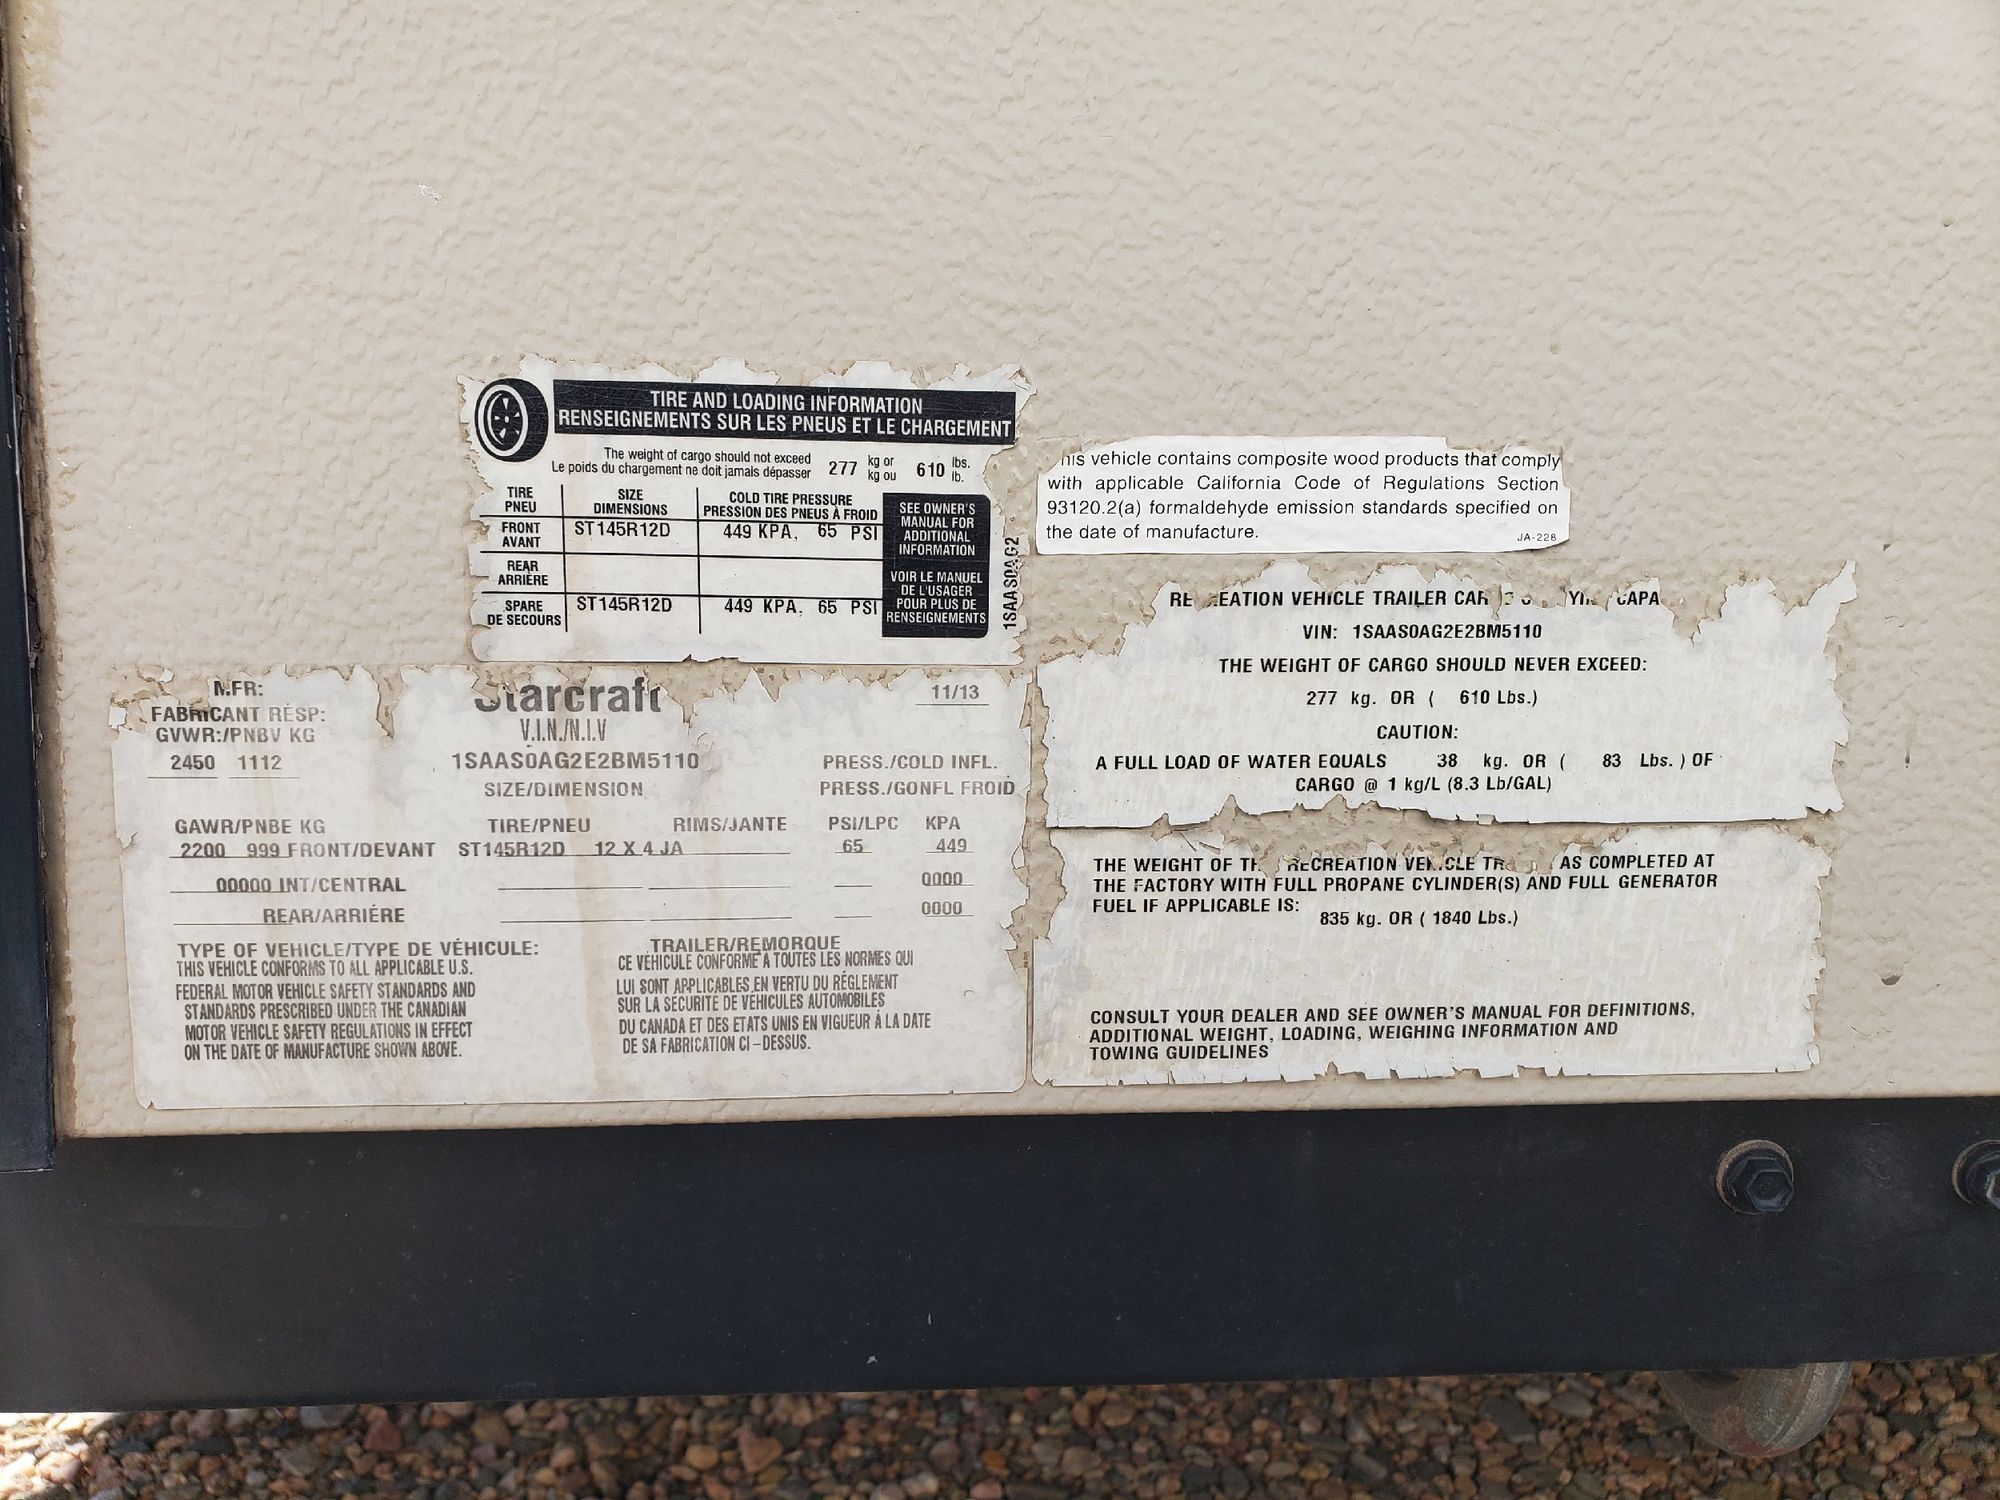 TIRE AND LOADING INFORMATION
RENSEIGNEMENTS SUR LES PNEUS ET LE CHARGEMENT
The weight of cargo should not exceed 277 kg or 610 lbs.
Le poids du chargement ne doit jamais dépasser kg ou lb.
TIRE SIZE COLD TIRE PRESSURE
PNEU DIMENSIONS PRESSION DES PNEUS À FROID
FRONT ST145R12D 449 KPA, 65 PSI
AVANT
REAR
ARRIÈRE
SPARE ST145R12D 449 KPA. 65 PSI
DE SECOURS
SEE OWNER'S
MANUAL FOR
ADDITIONAL
INFORMATION
VOIR LE MANUEL
DE L'USAGER
POUR PLUS DE
RENSEIGNEMENTS
1SAAS0AG2
his vehicle contains composite wood products that comply
with applicable California Code of Regulations Section
93120.2(a) formaldehyde emission standards specified on
the date of manufacture.
JA-228
VEHICLE TRAILER
VIN: 1SAAS0AG2E2BM5110
THE WEIGHT OF CARGO SHOULD NEVER EXCEED:
277 kg. OR ( 610 Lbs.)
CAUTION:
A FULL LOAD OF WATER EQUALS 38 kg. OR ( 83 Lbs. ) OF
CARGO @ 1 kg/L (8.3 Lb/GAL)
MFR: Starcraft 11/13
FABRICANT RESP: V.I.N./N.I.V
GVWR:/PNBV KG
2450 1112 1SAAS0AG2E2BM5110 PRESS./COLD INFL.
SIZE/DIMENSION PRESS./GONFL FROID
GAWR/PNBE KG TIRE/PNEU RIMS/JANTE PSI/LPC KPA
2200 999 FRONT/DEVANT ST145R12D 12 X 4 JA 65 449
00000 INT/CENTRAL 0000
REAR/ARRIÉRE 0000
TYPE OF VEHICLE/TYPE DE VÉHICULE: TRAILER/REMORQUE
THIS VEHICLE CONFORMS TO ALL APPLICABLE U.S.
FEDERAL MOTOR VEHICLE SAFETY STANDARDS AND
STANDARDS PRESCRIBED UNDER THE CANADIAN
MOTOR VEHICLE SAFETY REGULATIONS IN EFFECT
ON THE DATE OF MANUFACTURE SHOWN ABOVE.
CE VÉHICULE CONFORME A TOUTES LES NORMES QUI
LUI SONT APPLICABLES EN VERTU DU RÉGLEMENT
SUR LA SECURITE DE VEHICULES AUTOMOBILES
DU CANADA ET DES ETATS UNIS EN VIGUEUR À LA DATE
DE SA FABRICATION CI-DESSUS.
THE WEIGHT OF RECREATION VEHICLE AS COMPLETED AT
THE FACTORY WITH FULL PROPANE CYLINDER(S) AND FULL GENERATOR
FUEL IF APPLICABLE IS:
835 kg. OR ( 1840 Lbs.)
CONSULT YOUR DEALER AND SEE OWNER'S MANUAL FOR DEFINITIONS,
ADDITIONAL WEIGHT, LOADING, WEIGHING INFORMATION AND
TOWING GUIDELINES